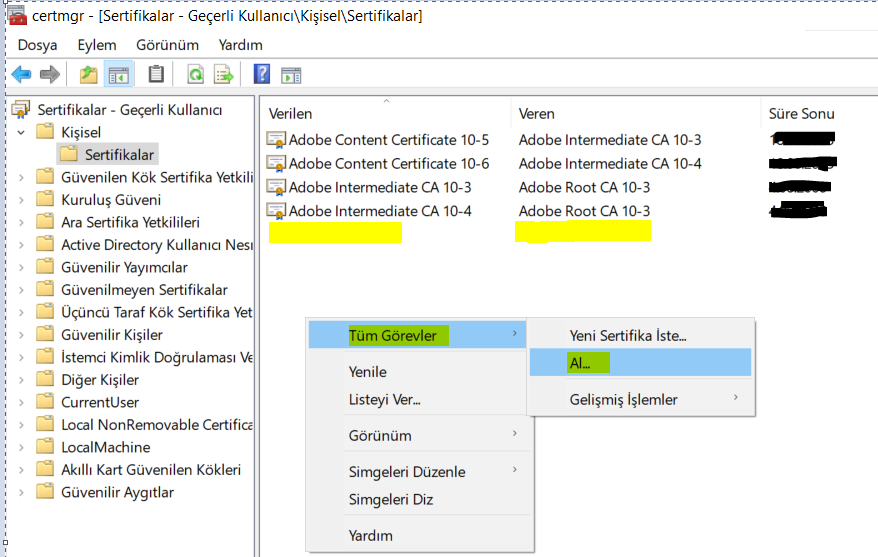 certmgr - [Sertifikalar - Geçerli Kullanıcı\Kişisel\Sertifikalar]
Dosya Eylem Görünüm Yardım
Sertifikalar - Geçerli Kullanıcı
Kişisel
Sertifikalar
Güvenilen Kök Sertifika Yetkili
Kuruluş Güveni
Ara Sertifika Yetkilileri
Active Directory Kullanıcı Nesı
Güvenilir Yayımcılar
Güvenilmeyen Sertifikalar
Üçüncü Taraf Kök Sertifika Yet
Güvenilir Kişiler
İstemci Kimlik Doğrulaması Ve
Diğer Kişiler
CurrentUser
Local NonRemovable Certifica
LocalMachine
Akıllı Kart Güvenilen Kökleri
Güvenilir Aygıtlar
Verilen Veren Süre Sonu
Adobe Content Certificate 10-5 Adobe Intermediate CA 10-3
Adobe Content Certificate 10-6 Adobe Intermediate CA 10-4
Adobe Intermediate CA 10-3 Adobe Root CA 10-3
Adobe Intermediate CA 10-4 Adobe Root CA 10-3
Tüm Görevler
Yenile
Listeyi Ver...
Görünüm
Simgeleri Düzenle
Simgeleri Diz
Yardım
Yeni Sertifika İste...
Al...
Gelişmiş İşlemler